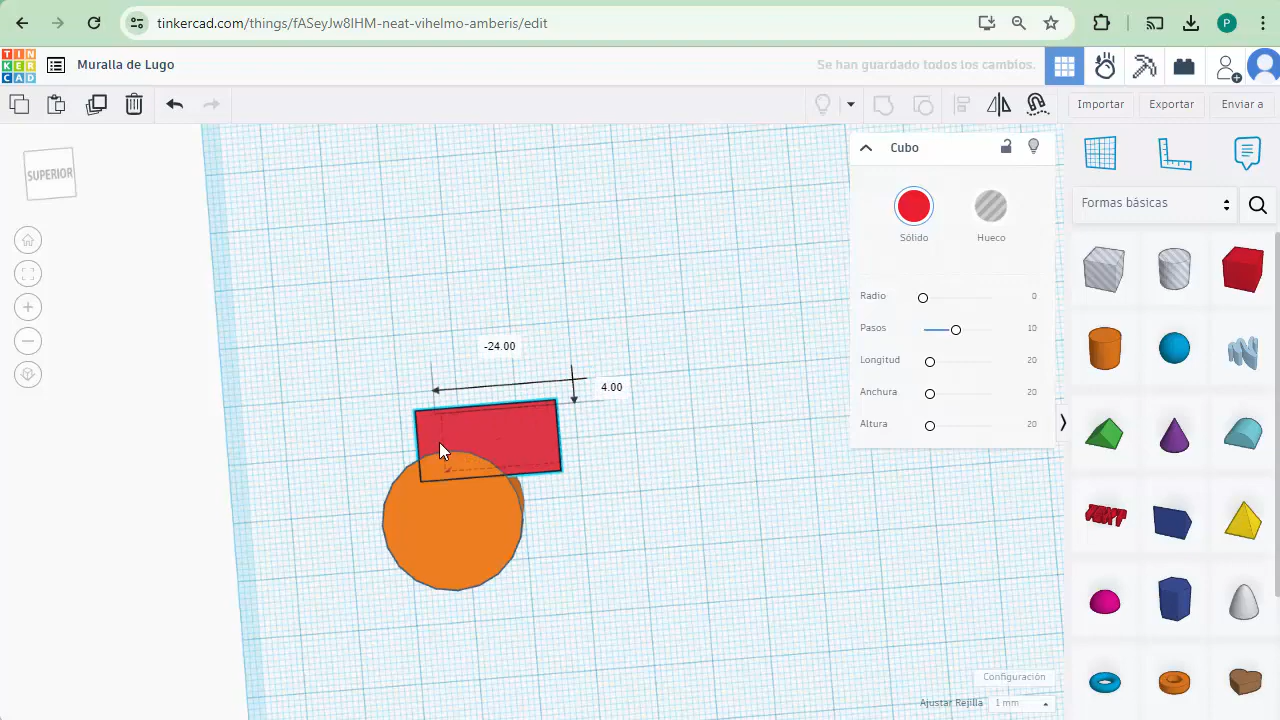 tinkercad.com/things/fASeyJw8IHM-neat-vihelmo-amberis/edit
P
TIN
KER
CAD
Muralla de Lugo
Se han guardado todos los cambios.
Importar
Exportar
Enviar a
SUPERIOR
Cubo
Sólido
Hueco
Radio 0
Pasos 10
Longitud 20
Anchura 20
Altura 20
Formas básicas
-24.00
4.00
TEXT
Configuración
Ajustar Rejilla 1 mm